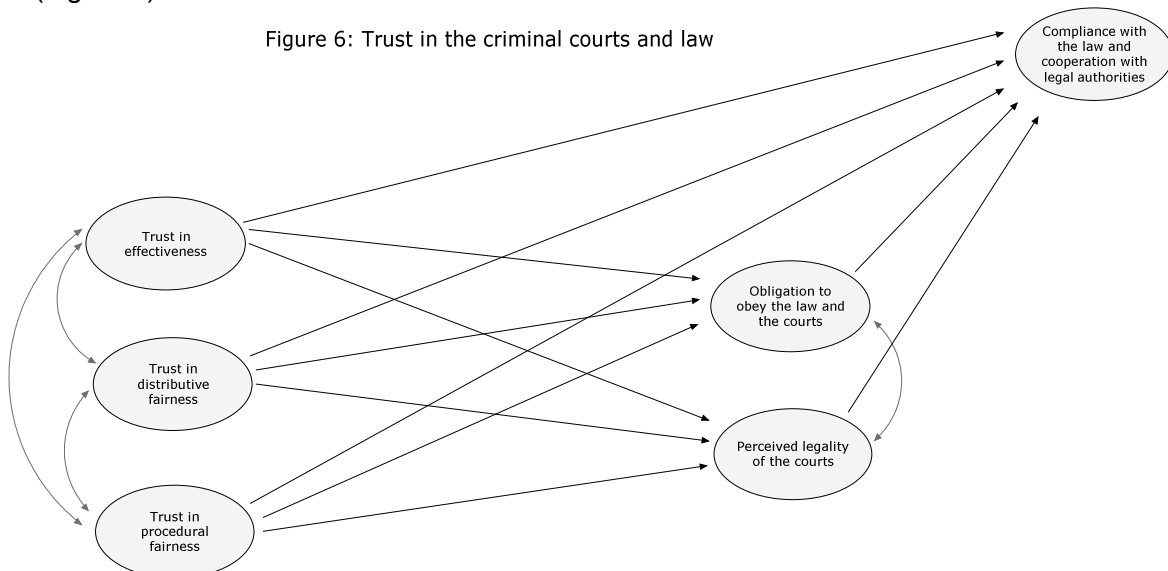 Figure 6: Trust in the criminal courts and law
Compliance with
the law and
cooperation with
legal authorities
Trust in
effectiveness
Obligation to
obey the law and
the courts
Trust in
distributive
fairness
Perceived legality
of the courts
Trust in
procedural
fairness